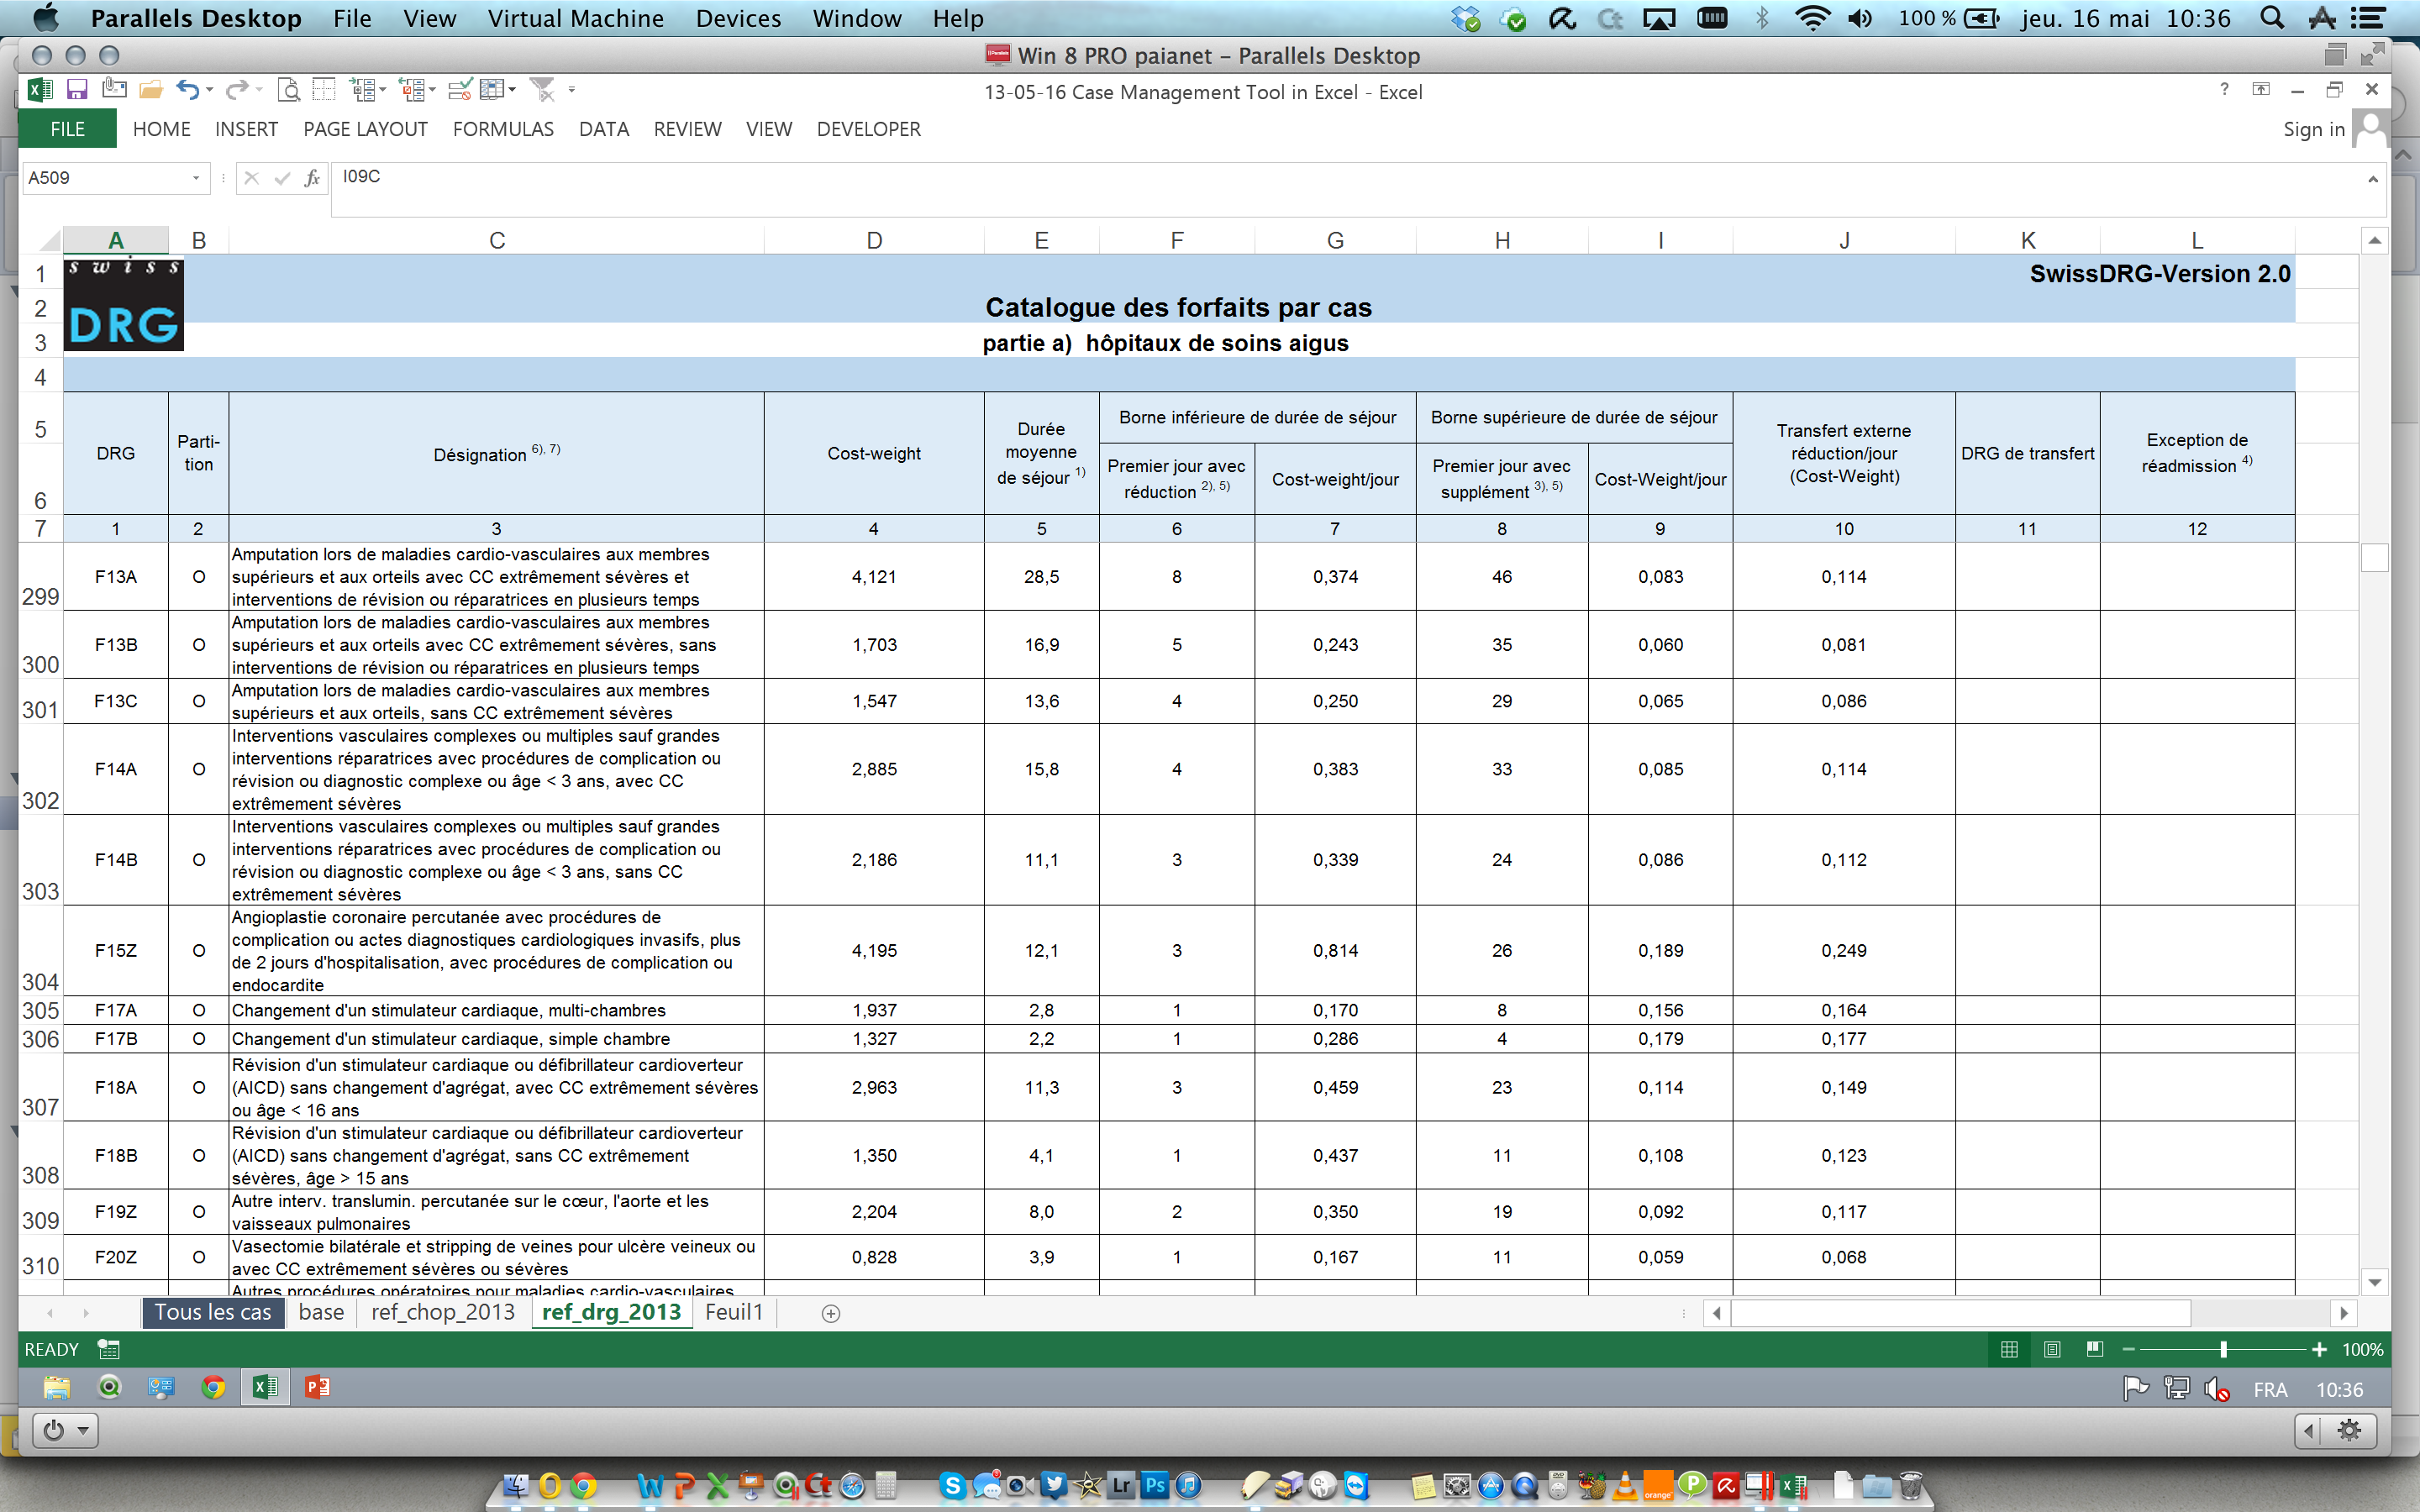 Parallels Desktop File View Virtual Machine Devices Window Help 100 % jeu. 16 mai 10:36
Win 8 PRO paianet – Parallels Desktop
13-05-16 Case Management Tool in Excel - Excel
FILE HOME INSERT PAGE LAYOUT FORMULAS DATA REVIEW VIEW DEVELOPER Sign in
A509 fx I09C
A B C D E F G H I J K L
1 swiss SwissDRG-Version 2.0
2 DRG Catalogue des forfaits par cas
3 partie a) hôpitaux de soins aigus
4
5 Borne inférieure de durée de séjour Borne supérieure de durée de séjour
DRG
Parti-
tion
Désignation 6), 7)
Cost-weight
Durée
moyenne
de séjour 1)
Premier jour avec
réduction 2), 5)
Cost-weight/jour
Premier jour avec
supplément 3), 5)
Cost-Weight/jour
Transfert externe
réduction/jour
(Cost-Weight)
DRG de transfert
Exception de
réadmission 4)
6
7 1 2 3 4 5 6 7 8 9 10 11 12
Amputation lors de maladies cardio-vasculaires aux membres
F13A O supérieurs et aux orteils avec CC extrêmement sévères et 4,121 28,5 8 0,374 46 0,083 0,114
299 interventions de révision ou réparatrices en plusieurs temps
Amputation lors de maladies cardio-vasculaires aux membres
F13B O supérieurs et aux orteils avec CC extrêmement sévères, sans 1,703 16,9 5 0,243 35 0,060 0,081
300 interventions de révision ou réparatrices en plusieurs temps
F13C O Amputation lors de maladies cardio-vasculaires aux membres 1,547 13,6 4 0,250 29 0,065 0,086
301 supérieurs et aux orteils, sans CC extrêmement sévères
Interventions vasculaires complexes ou multiples sauf grandes
interventions réparatrices avec procédures de complication ou
F14A O révision ou diagnostic complexe ou âge < 3 ans, avec CC 2,885 15,8 4 0,383 33 0,085 0,114
302 extrêmement sévères
Interventions vasculaires complexes ou multiples sauf grandes
interventions réparatrices avec procédures de complication ou
F14B O révision ou diagnostic complexe ou âge < 3 ans, sans CC 2,186 11,1 3 0,339 24 0,086 0,112
303 extrêmement sévères
Angioplastie coronaire percutanée avec procédures de
complication ou actes diagnostiques cardiologiques invasifs, plus
F15Z O de 2 jours d'hospitalisation, avec procédures de complication ou 4,195 12,1 3 0,814 26 0,189 0,249
304 endocardite
305 F17A O Changement d'un stimulateur cardiaque, multi-chambres 1,937 2,8 1 0,170 8 0,156 0,164
306 F17B O Changement d'un stimulateur cardiaque, simple chambre 1,327 2,2 1 0,286 4 0,179 0,177
Révision d'un stimulateur cardiaque ou défibrillateur cardioverteur
F18A O (AICD) sans changement d'agrégat, avec CC extrêmement sévères 2,963 11,3 3 0,459 23 0,114 0,149
307 ou âge < 16 ans
Révision d'un stimulateur cardiaque ou défibrillateur cardioverteur
F18B O (AICD) sans changement d'agrégat, sans CC extrêmement 1,350 4,1 1 0,437 11 0,108 0,123
308 sévères, âge > 15 ans
F19Z O Autre interv. translumin. percutanée sur le cœur, l'aorte et les 2,204 8,0 2 0,350 19 0,092 0,117
309 vaisseaux pulmonaires
F20Z O Vasectomie bilatérale et stripping de veines pour ulcère veineux ou 0,828 3,9 1 0,167 11 0,059 0,068
310 avec CC extrêmement sévères ou sévères
Autres procédures opératoires pour maladies cardio-vasculaires,
Tous les cas base ref_chop_2013 ref_drg_2013 Feuil1
READY 100%
FRA 10:36
Lr Ps orange